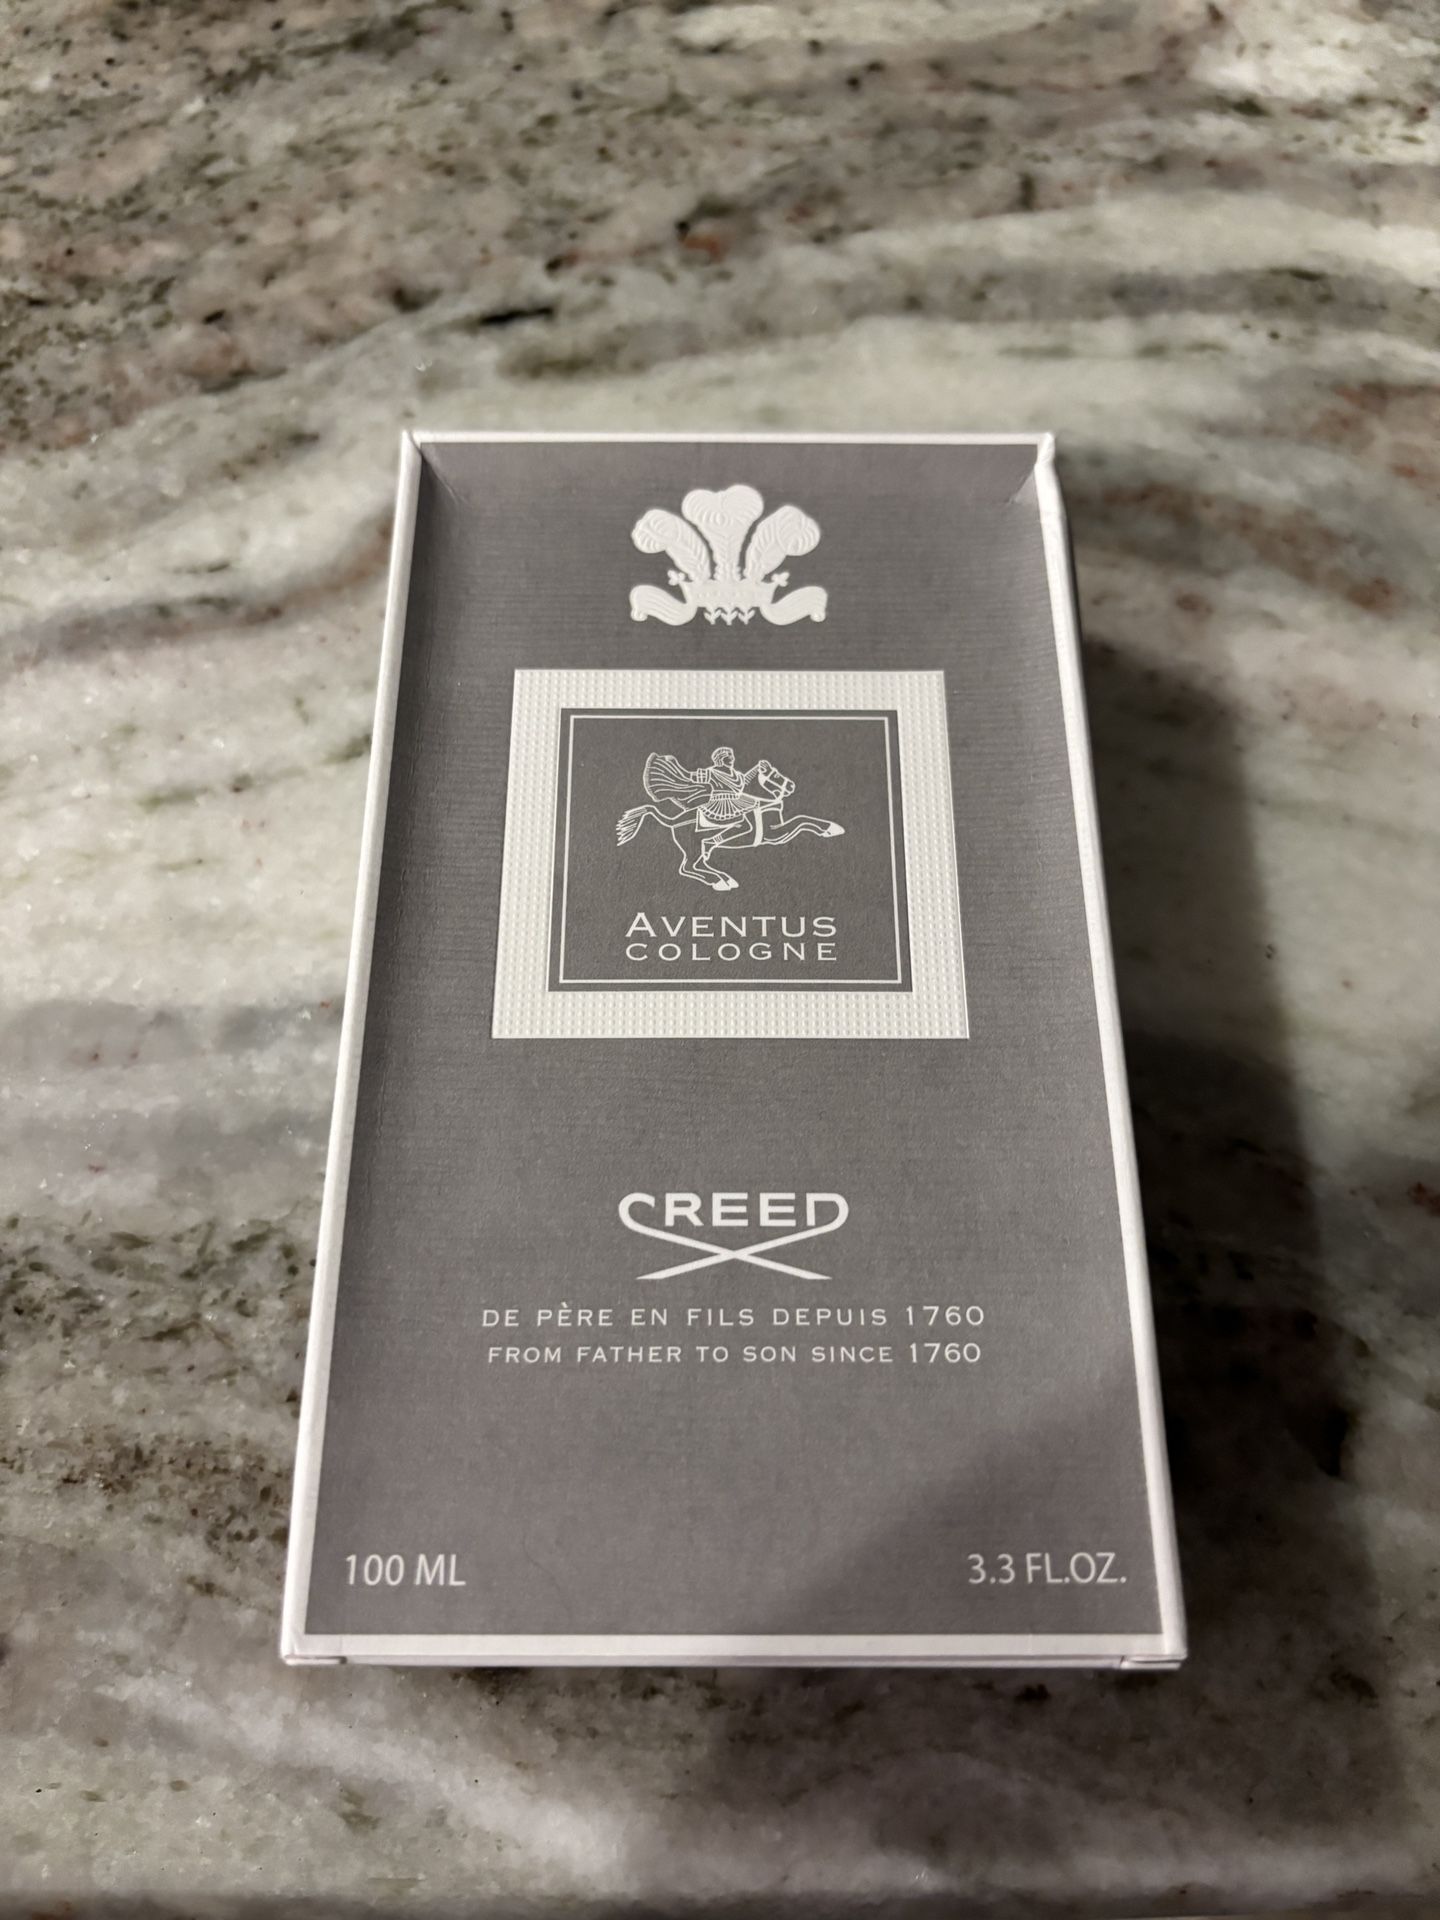 AVENTUS
COLOGNE
CREED
DE PÈRE EN FILS DEPUIS 1760
FROM FATHER TO SON SINCE 1760
100 ML
3.3 FL.OZ.